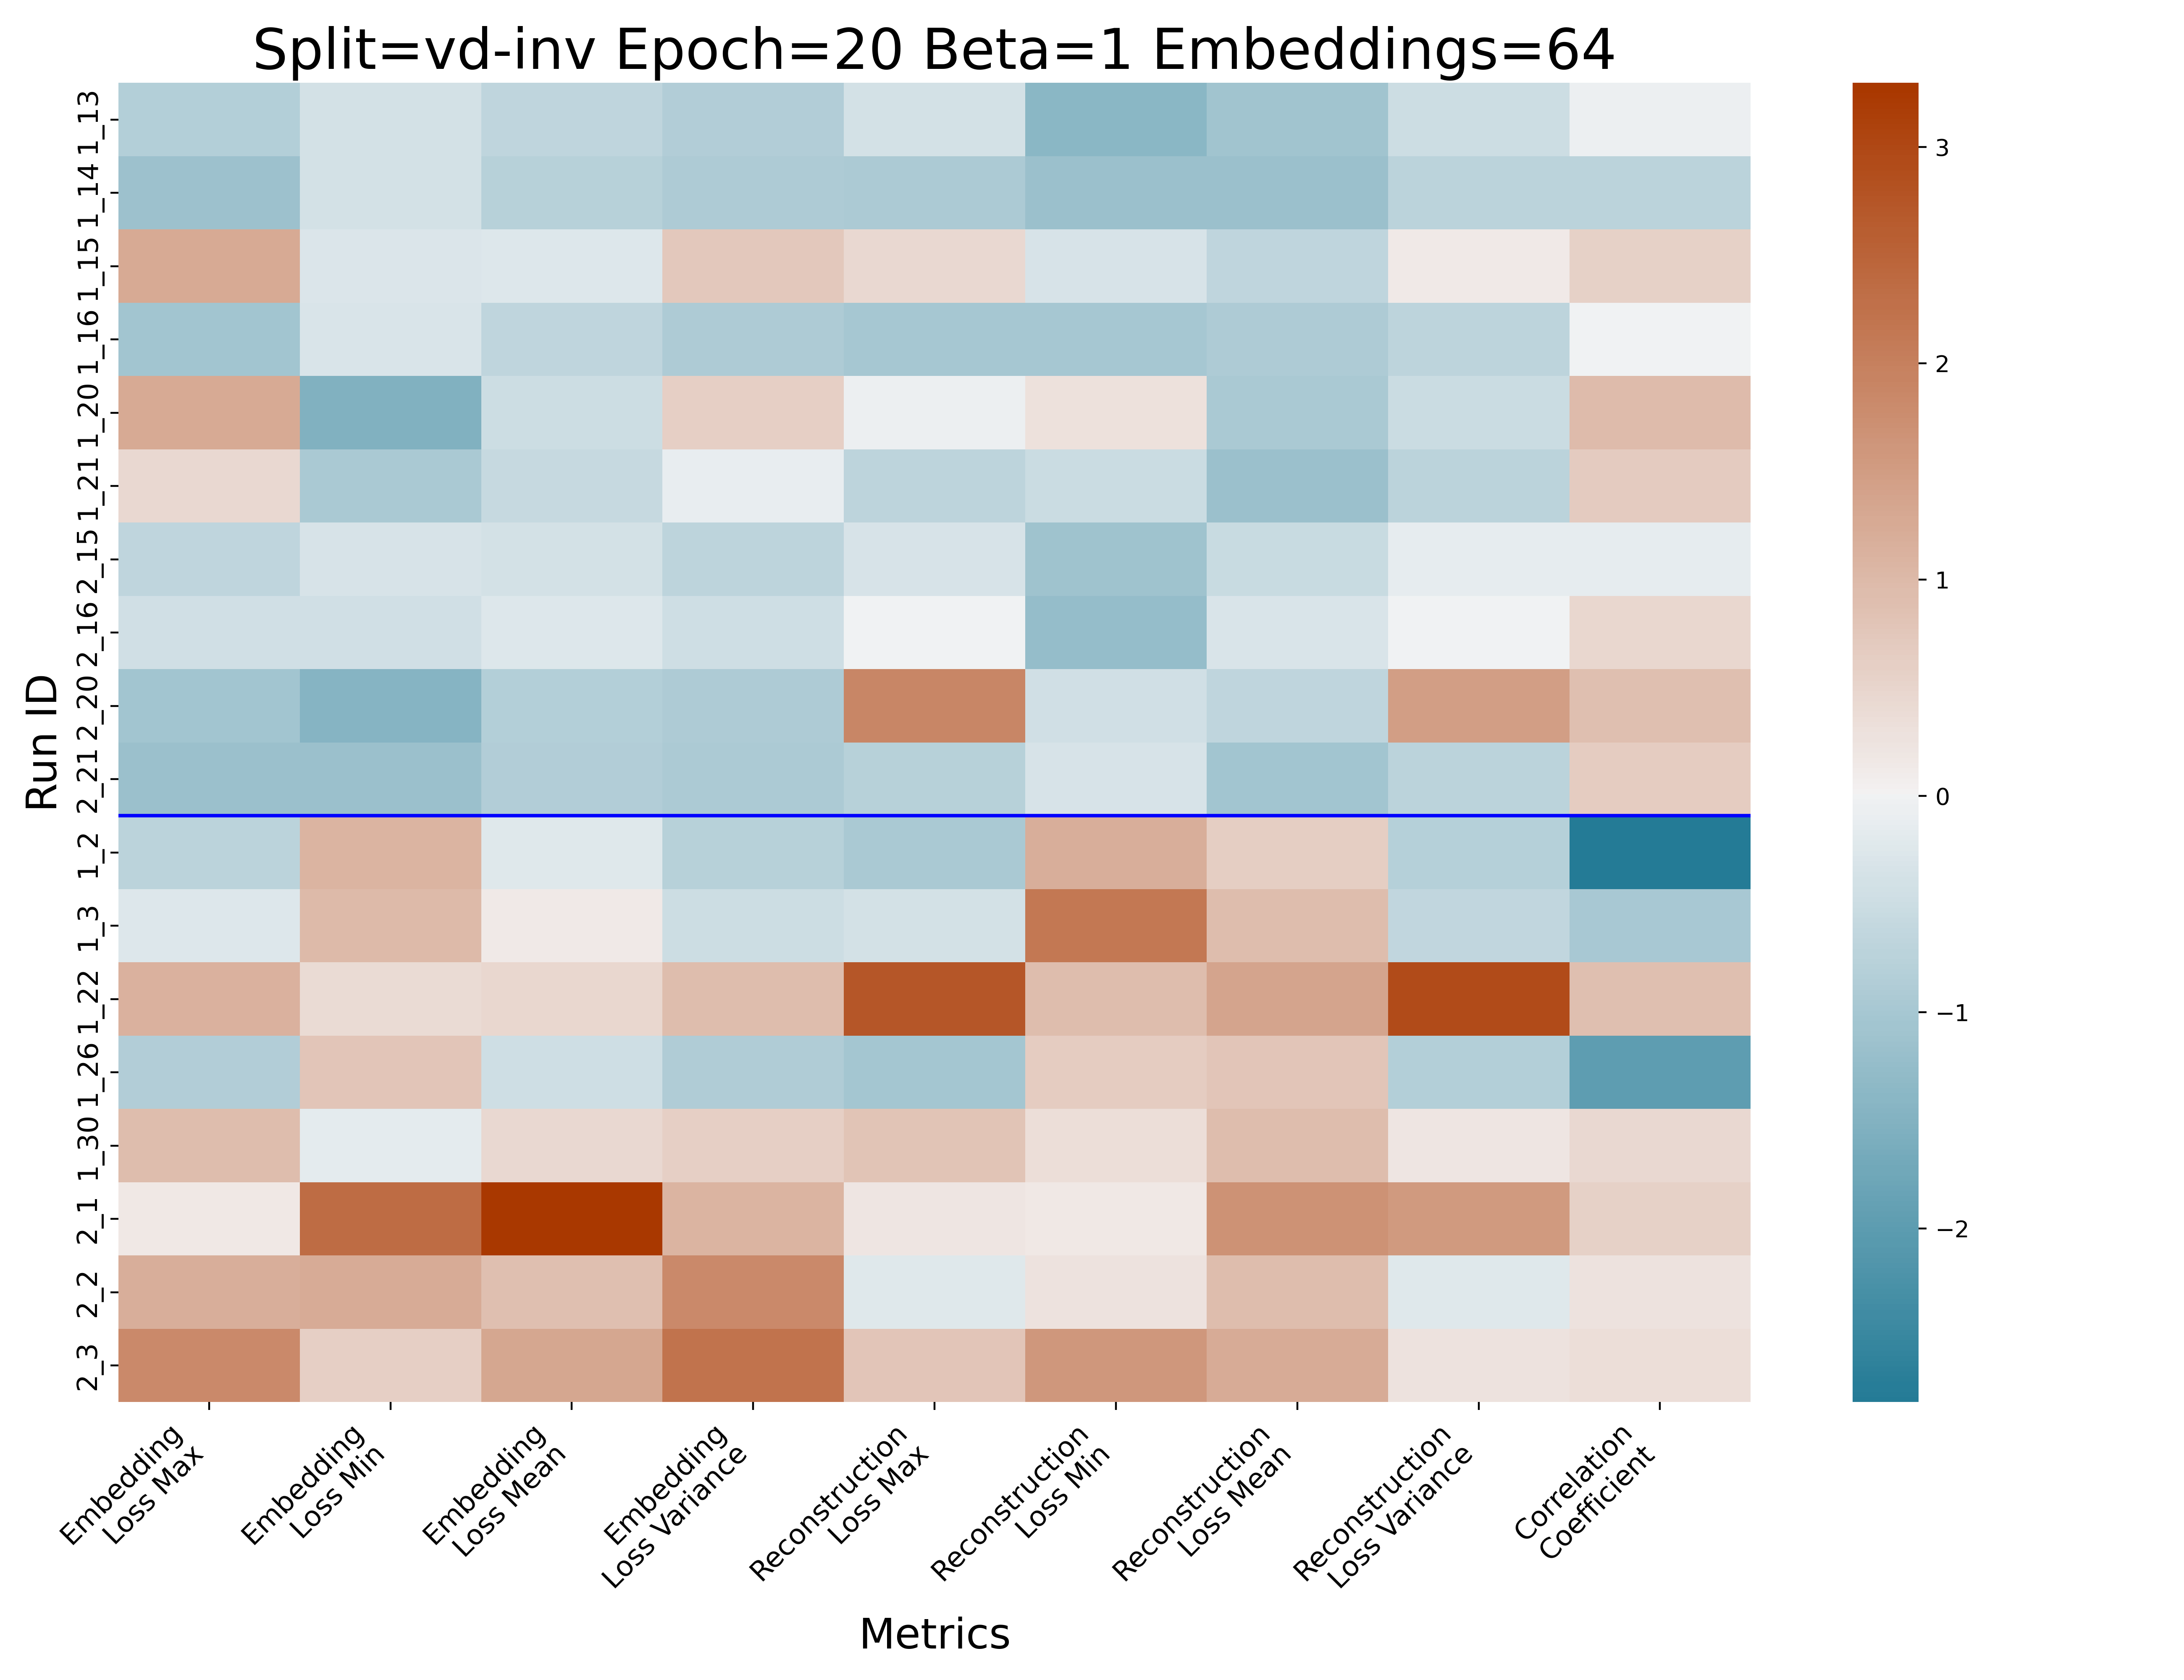 Split=vd-inv Epoch=20 Beta=1 Embeddings=64
Run ID
1_13
1_14
1_15
1_16
1_20
1_21
2_15
2_16
2_20
2_21
1_2
1_3
1_22
1_26
1_30
2_1
2_2
2_3
Embedding
Loss Max
Embedding
Loss Min
Embedding
Loss Mean
Embedding
Loss Variance
Reconstruction
Loss Max
Reconstruction
Loss Min
Reconstruction
Loss Mean
Reconstruction
Loss Variance
Correlation
Coefficient
Metrics
3
2
1
0
−1
−2